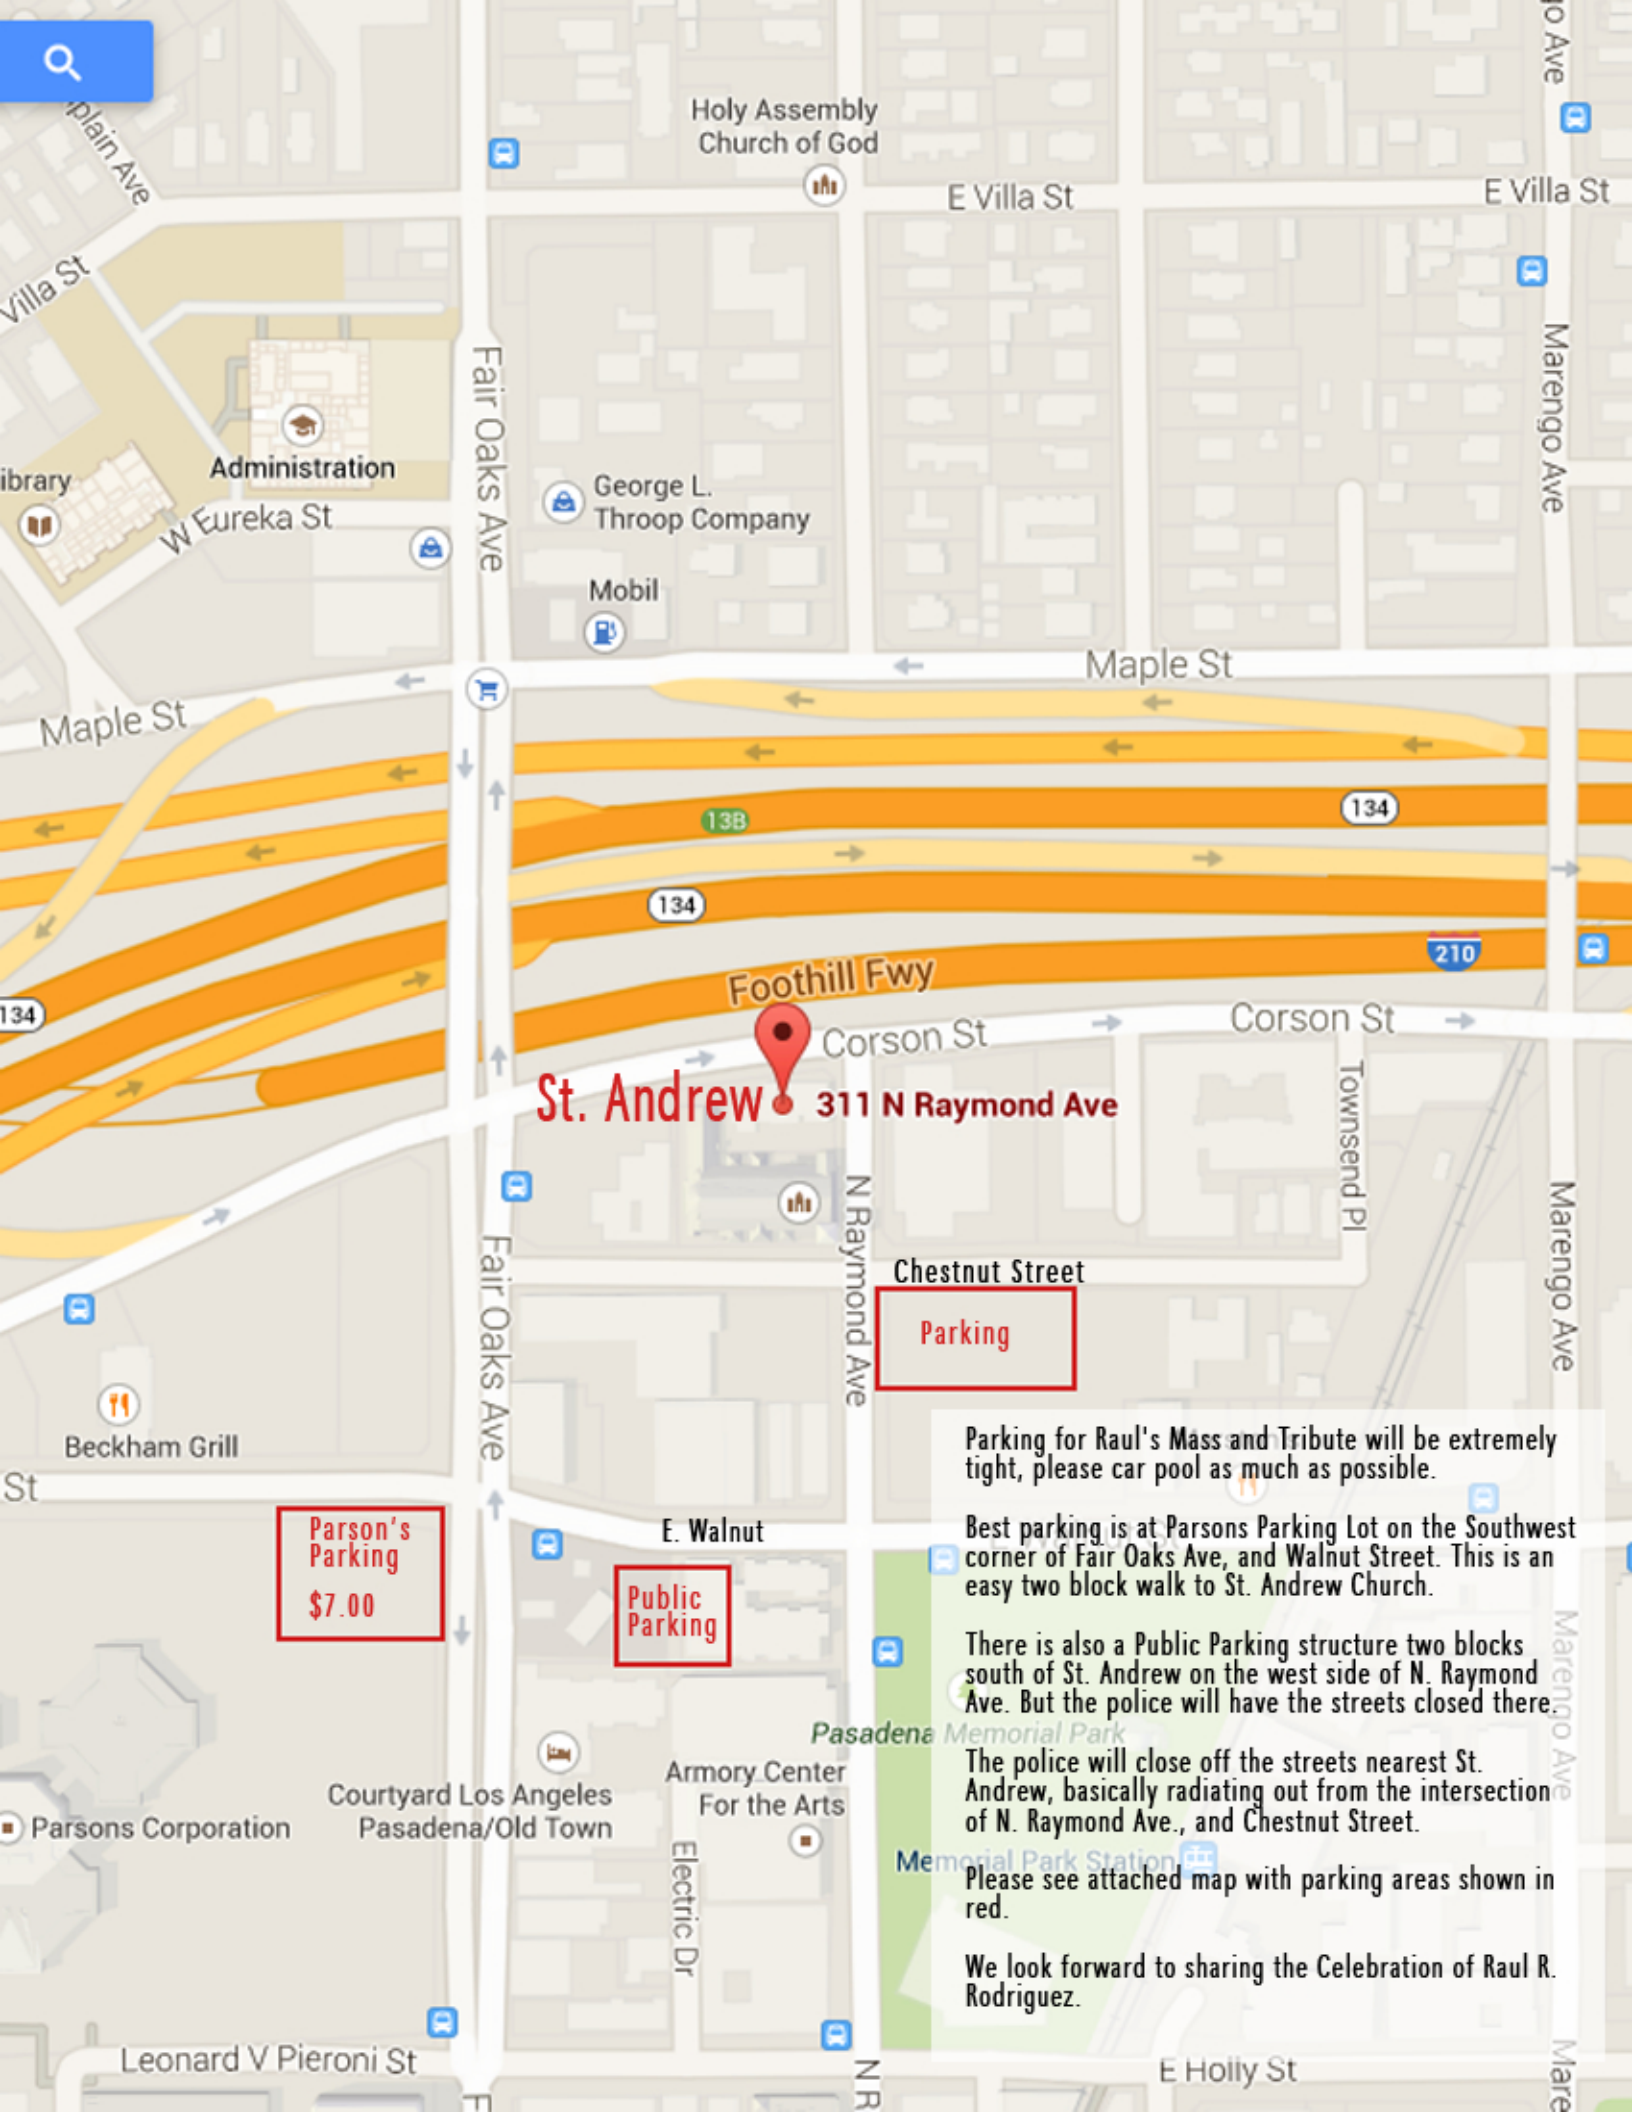 go Ave
plain Ave
Holy Assembly
Church of God
E Villa St
E Villa St
Villa St
Marengo Ave
Fair Oaks Ave
Administration
ibrary
W Eureka St
George L.
Throop Company
Mobil
Maple St
Maple St
13B
134
134
134
210
Foothill Fwy
Corson St
Corson St
St. Andrew
311 N Raymond Ave
Townsend Pl
N Raymond Ave
Marengo Ave
Fair Oaks Ave
Chestnut Street
Parking
Beckham Grill
St
Parson's
Parking
$7.00
E. Walnut
Public
Parking
Parking for Raul's Mass and Tribute will be extremely
tight, please car pool as much as possible.
Best parking is at Parsons Parking Lot on the Southwest
corner of Fair Oaks Ave, and Walnut Street. This is an
easy two block walk to St. Andrew Church.
There is also a Public Parking structure two blocks
south of St. Andrew on the west side of N. Raymond
Ave. But the police will have the streets closed there.
The police will close off the streets nearest St.
Andrew, basically radiating out from the intersection
of N. Raymond Ave., and Chestnut Street.
Please see attached map with parking areas shown in
red.
We look forward to sharing the Celebration of Raul R.
Rodriguez.
Marengo Ave
Pasadena Memorial Park
Armory Center
For the Arts
Courtyard Los Angeles
Pasadena/Old Town
Parsons Corporation
Memorial Park Station
Electric Dr
Leonard V Pieroni St
E Holly St
N R
Mare
F